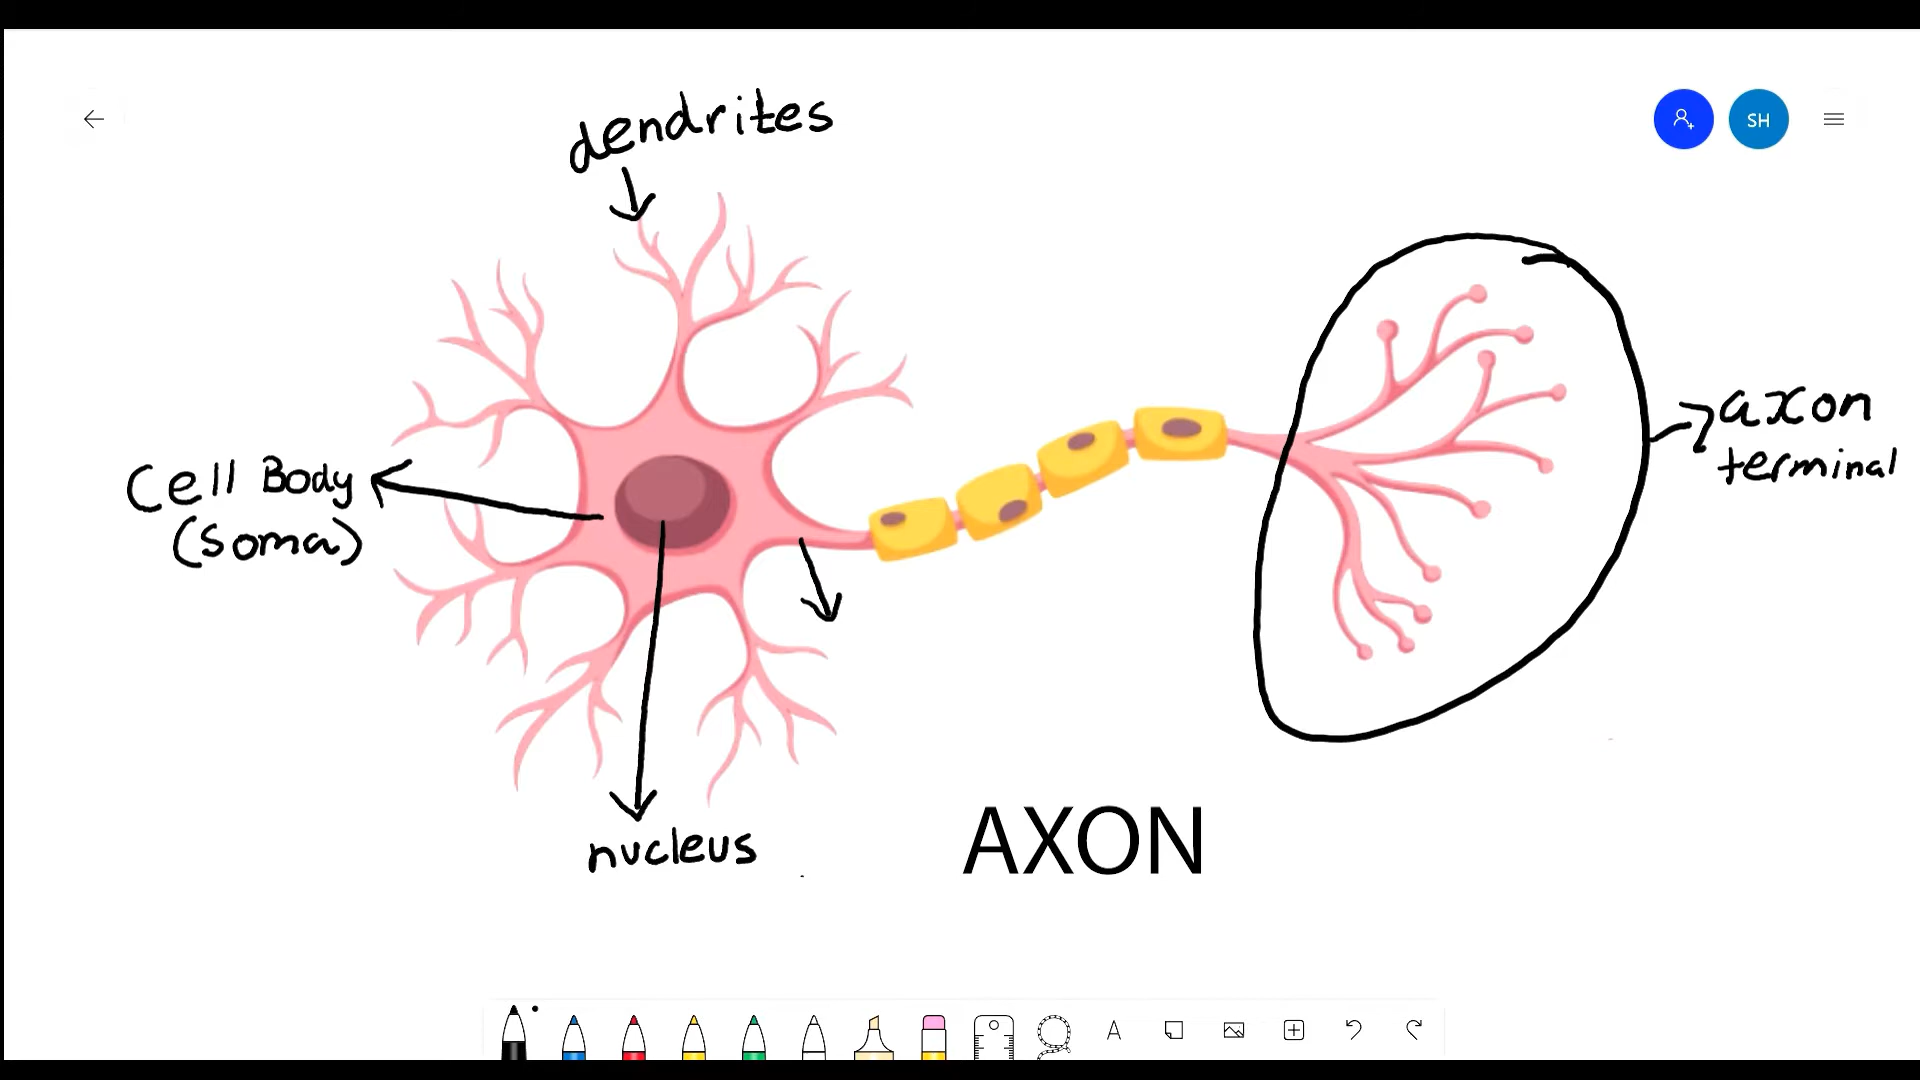 dendrites
SH
axon
terminal
Cell Body
(soma)
nucleus
AXON
A